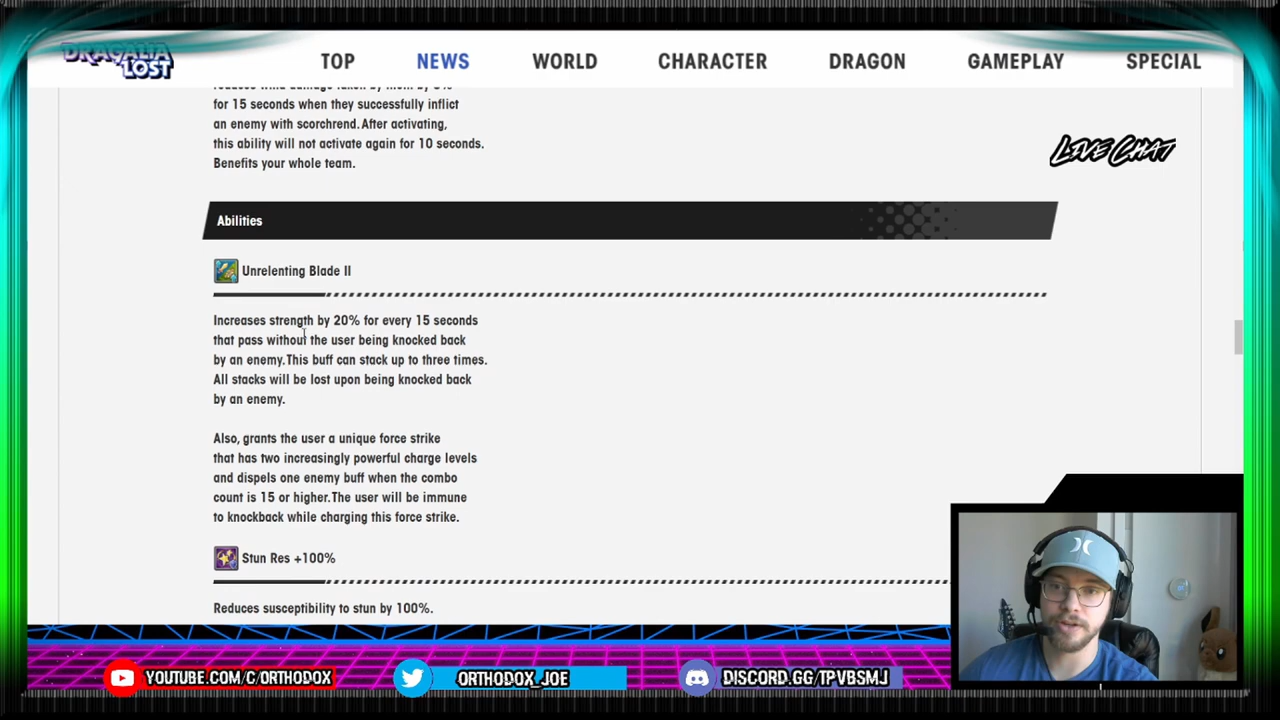 DRAGALIA
LOST
TOP
NEWS
WORLD
CHARACTER
DRAGON
GAMEPLAY
SPECIAL
for 15 seconds when they successfully inflict
an enemy with scorchrend. After activating,
this ability will not activate again for 10 seconds.
Benefits your whole team.
LIVE CHAT
Abilities
Unrelenting Blade II
Increases strength by 20% for every 15 seconds
that pass without the user being knocked back
by an enemy. This buff can stack up to three times.
All stacks will be lost upon being knocked back
by an enemy.
Also, grants the user a unique force strike
that has two increasingly powerful charge levels
and dispels one enemy buff when the combo
count is 15 or higher. The user will be immune
to knockback while charging this force strike.
Stun Res +100%
Reduces susceptibility to stun by 100%.
YOUTUBE.COM/C/ORTHODOX
ORTHODOX_JOE
DISCORD.GG/TPVBSMJ